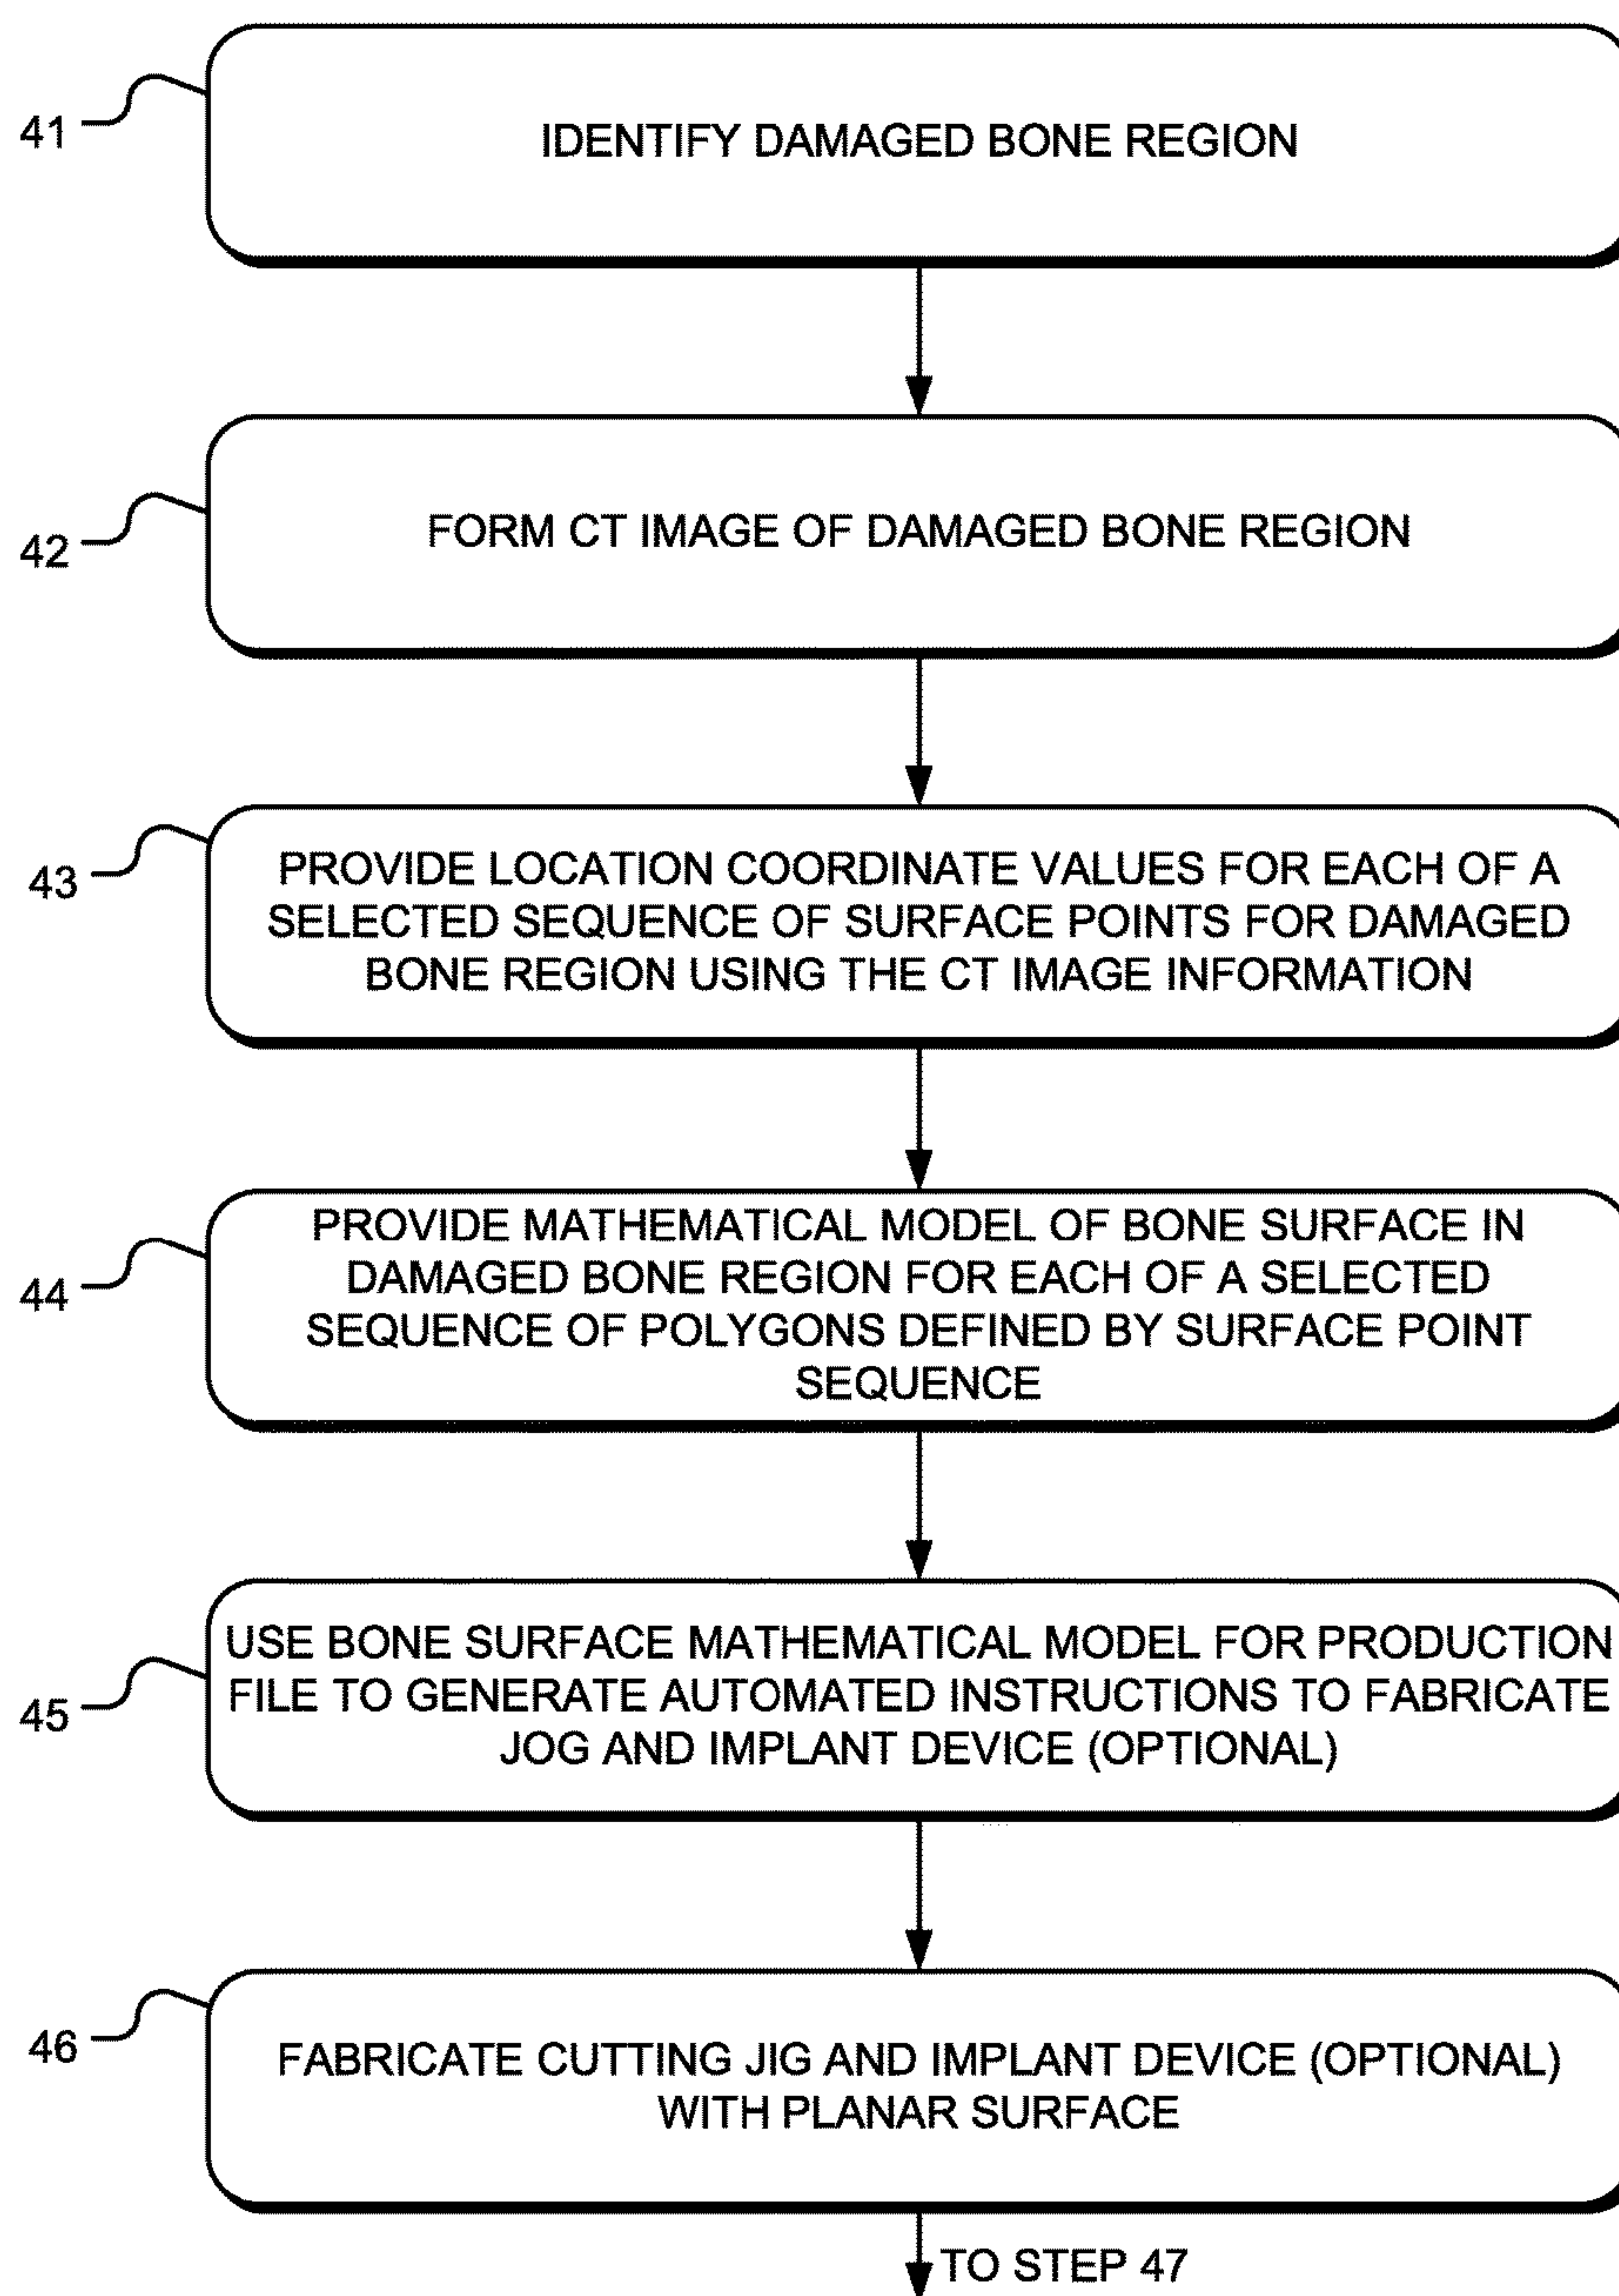 41
IDENTIFY DAMAGED BONE REGION
42
FORM CT IMAGE OF DAMAGED BONE REGION
43
PROVIDE LOCATION COORDINATE VALUES FOR EACH OF A
SELECTED SEQUENCE OF SURFACE POINTS FOR DAMAGED
BONE REGION USING THE CT IMAGE INFORMATION
44
PROVIDE MATHEMATICAL MODEL OF BONE SURFACE IN
DAMAGED BONE REGION FOR EACH OF A SELECTED
SEQUENCE OF POLYGONS DEFINED BY SURFACE POINT
SEQUENCE
45
USE BONE SURFACE MATHEMATICAL MODEL FOR PRODUCTION
FILE TO GENERATE AUTOMATED INSTRUCTIONS TO FABRICATE
JOG AND IMPLANT DEVICE (OPTIONAL)
46
FABRICATE CUTTING JIG AND IMPLANT DEVICE (OPTIONAL)
WITH PLANAR SURFACE
TO STEP 47